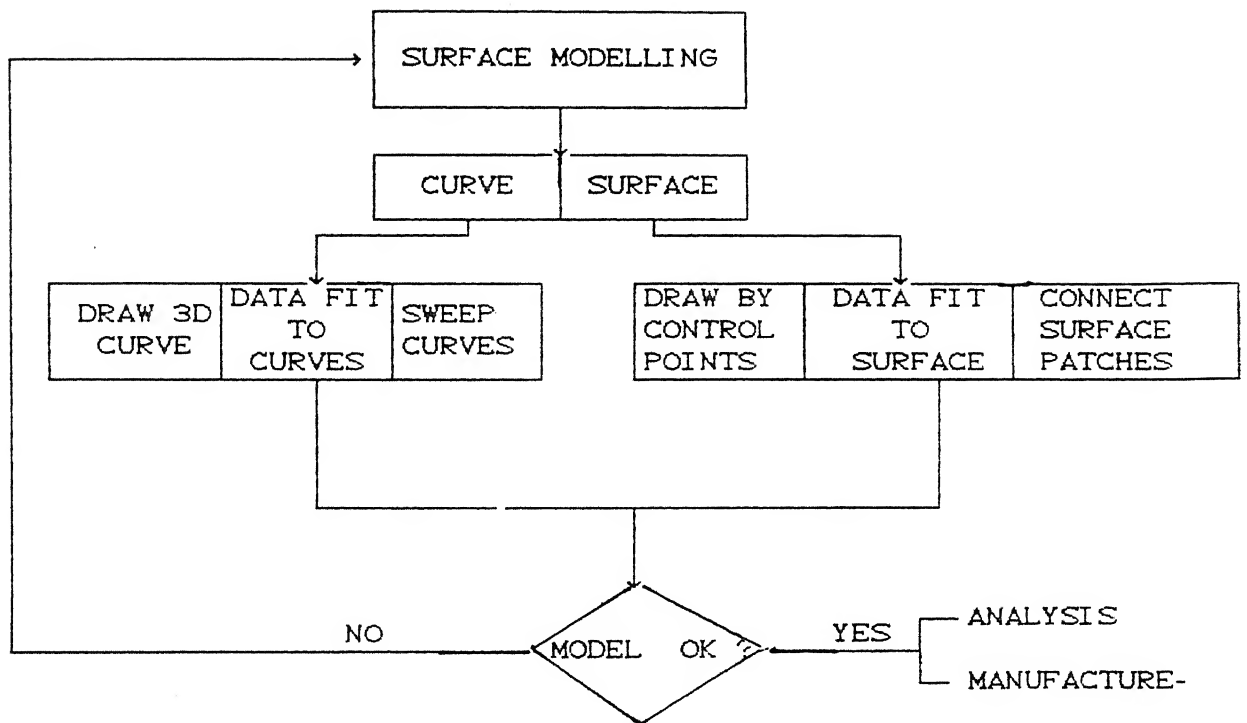 SURFACE MODELLING
CURVE
SURFACE
DRAW 3D
CURVE
DATA FIT
TO
CURVES
SWEEP
CURVES
DRAW BY
CONTROL
POINTS
DATA FIT
TO
SURFACE
CONNECT
SURFACE
PATCHES
NO
MODEL OK ?
YES
ANALYSIS
MANUFACTURE-